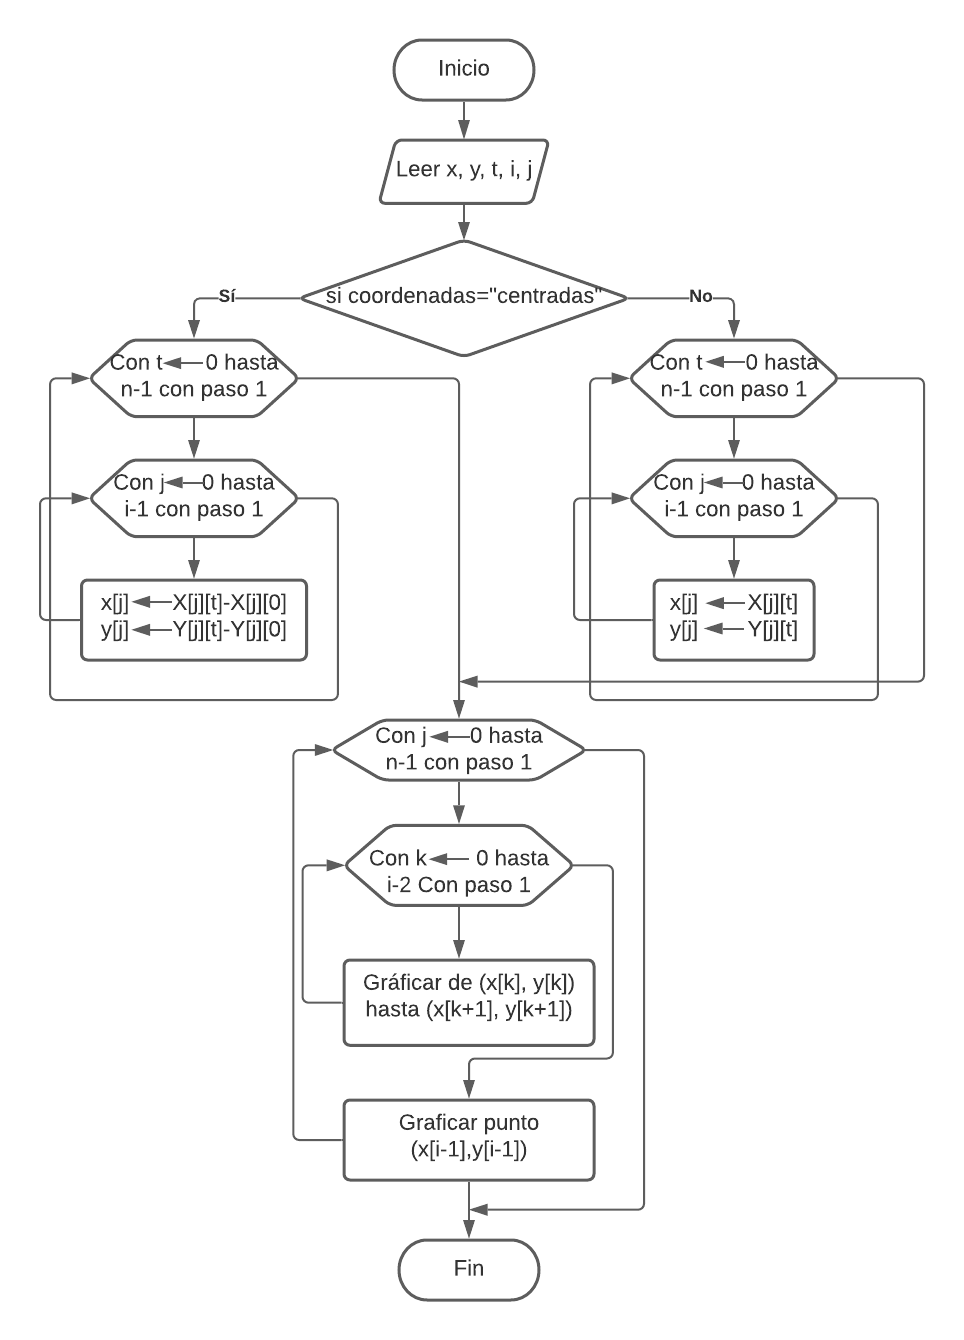 Inicio
Leer x, y, t, i, j
si coordenadas="centradas"
Sí
No
Con t 0 hasta
n-1 con paso 1
Con t 0 hasta
n-1 con paso 1
Con j 0 hasta
i-1 con paso 1
Con j 0 hasta
i-1 con paso 1
x[j] X[j][t]-X[j][0]
y[j] Y[j][t]-Y[j][0]
x[j] X[j][t]
y[j] Y[j][t]
Con j 0 hasta
n-1 con paso 1
Con k 0 hasta
i-2 Con paso 1
Gráficar de (x[k], y[k])
hasta (x[k+1], y[k+1])
Graficar punto
(x[i-1],y[i-1])
Fin